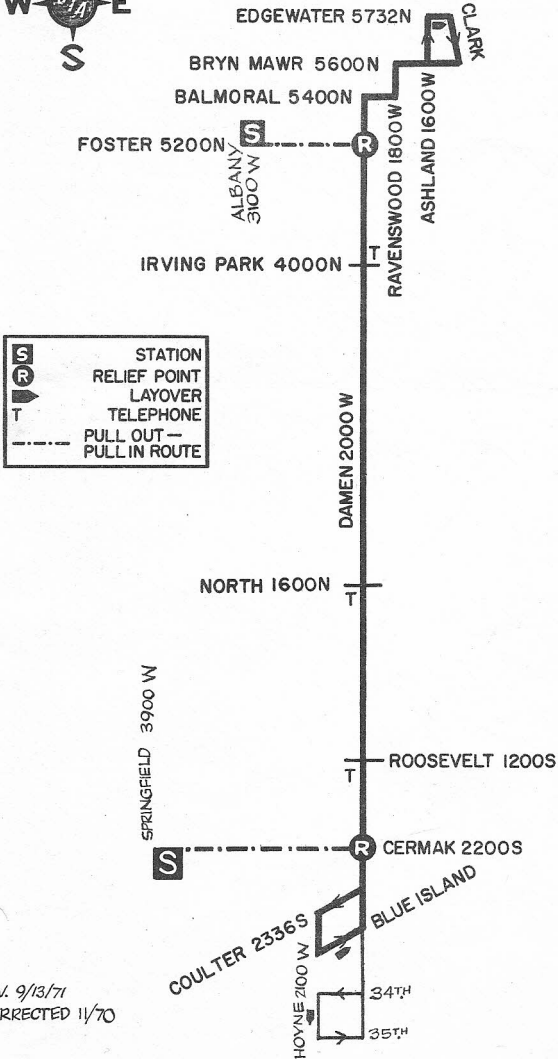 W E
S
EDGEWATER 5732N
CLARK
BRYN MAWR 5600N
BALMORAL 5400N
RAVENSWOOD 1800W
ASHLAND 1600W
FOSTER 5200N
S
R
ALBANY
3100 W
IRVING PARK 4000N
T
S STATION
R RELIEF POINT
LAYOVER
T TELEPHONE
PULL OUT—
PULL IN ROUTE
DAMEN 2000 W
NORTH 1600N
T
SPRINGFIELD 3900 W
ROOSEVELT 1200S
T
S
R
CERMAK 2200S
BLUE ISLAND
COULTER 2336S
HOYNE 2100 W
34TH
35TH
V. 9/13/71
RRECTED 11/70